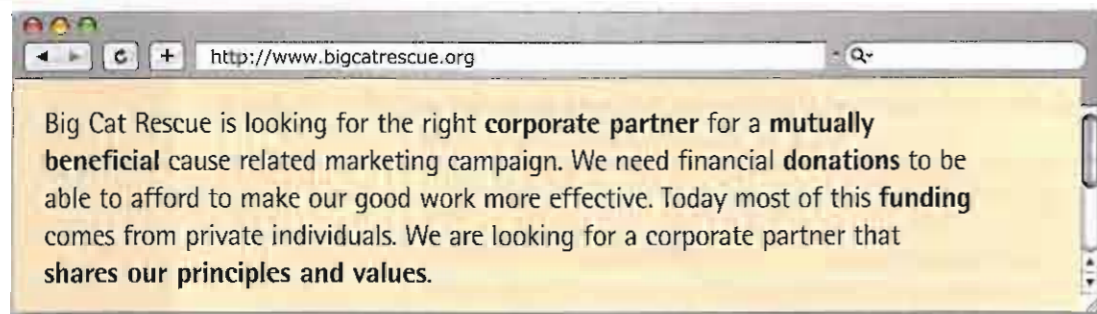 http://www.bigcatrescue.org
Big Cat Rescue is looking for the right corporate partner for a mutually
beneficial cause related marketing campaign. We need financial donations to be
able to afford to make our good work more effective. Today most of this funding
comes from private individuals. We are looking for a corporate partner that
shares our principles and values.